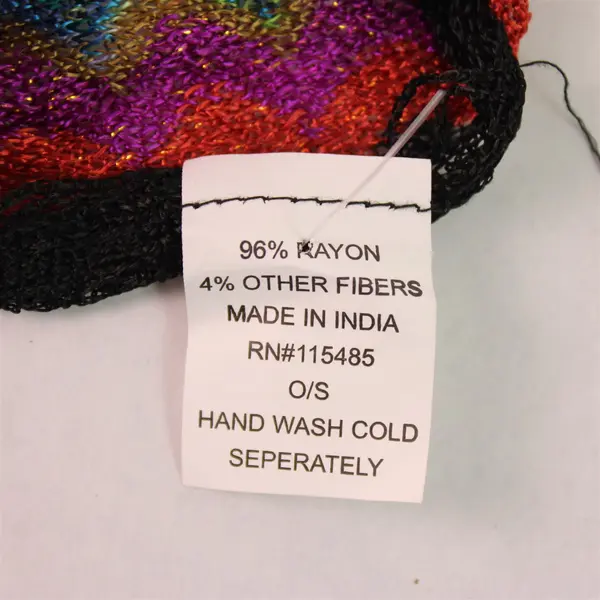 96% RAYON
4% OTHER FIBERS
MADE IN INDIA
RN#115485
O/S
HAND WASH COLD
SEPERATELY